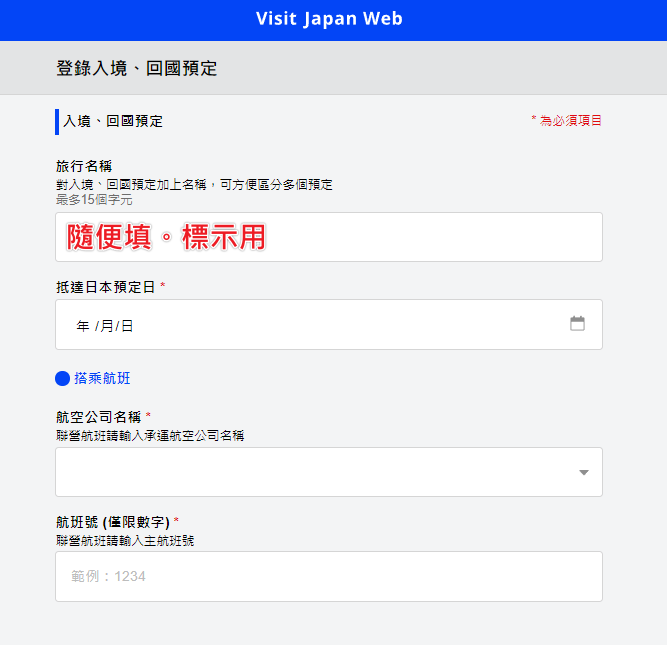 Visit Japan Web
登錄入境、回國預定
入境、回國預定
* 為必須項目
旅行名稱
對入境、回國預定加上名稱，可方便區分多個預定
最多15個字元
隨便填。標示用
抵達日本預定日 *
年 /月/日
搭乘航班
航空公司名稱 *
聯營航班請輸入承運航空公司名稱
航班號 (僅限數字) *
聯營航班請輸入主航班號
範例：1234